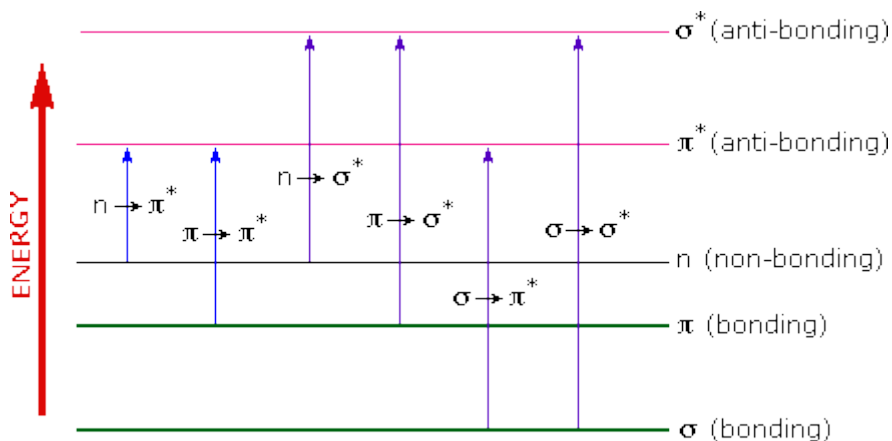 σ* (anti-bonding)
π* (anti-bonding)
n → σ*
n → π*
π → σ*
π → π*
σ → σ*
n (non-bonding)
σ → π*
π (bonding)
σ (bonding)
ENERGY